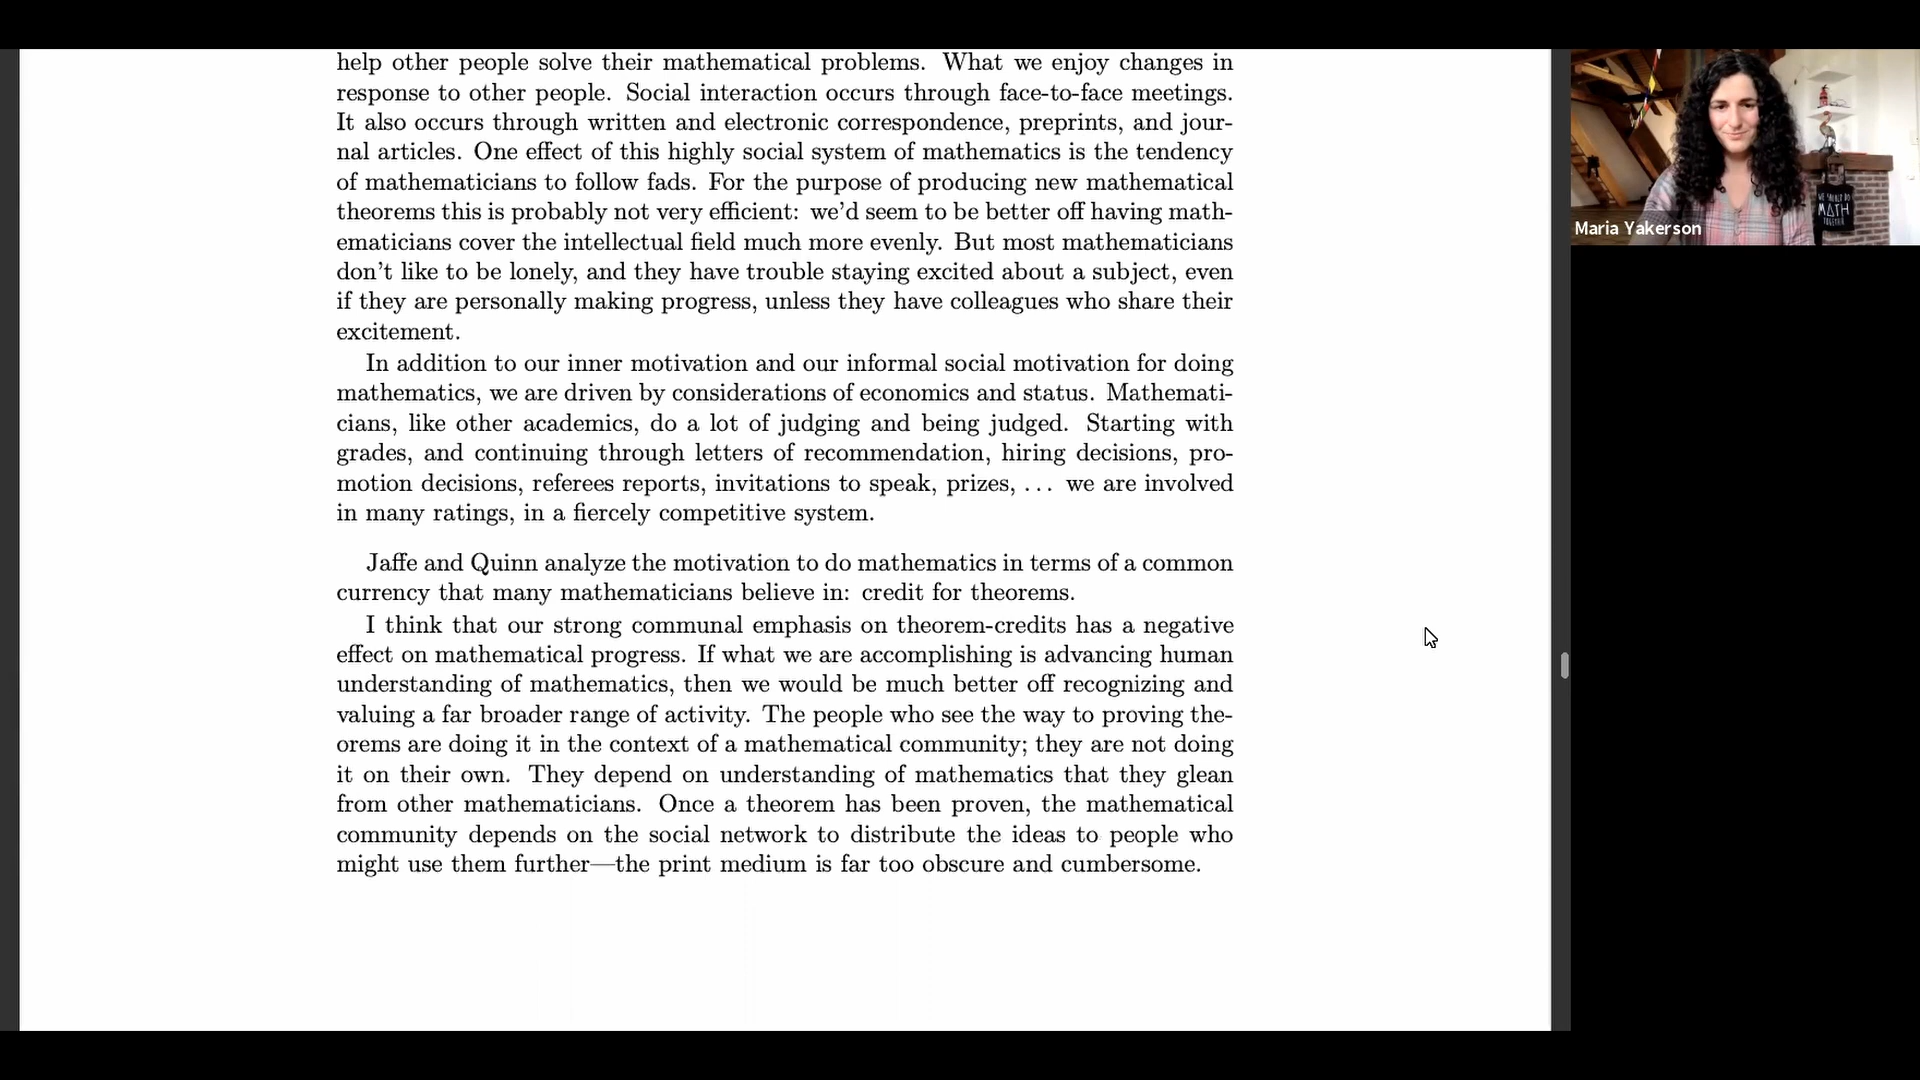 help other people solve their mathematical problems. What we enjoy changes in
response to other people. Social interaction occurs through face-to-face meetings.
It also occurs through written and electronic correspondence, preprints, and jour-
nal articles. One effect of this highly social system of mathematics is the tendency
of mathematicians to follow fads. For the purpose of producing new mathematical
theorems this is probably not very efficient: we’d seem to be better off having math-
ematicians cover the intellectual field much more evenly. But most mathematicians
don’t like to be lonely, and they have trouble staying excited about a subject, even
if they are personally making progress, unless they have colleagues who share their
excitement.
In addition to our inner motivation and our informal social motivation for doing
mathematics, we are driven by considerations of economics and status. Mathemati-
cians, like other academics, do a lot of judging and being judged. Starting with
grades, and continuing through letters of recommendation, hiring decisions, pro-
motion decisions, referees reports, invitations to speak, prizes, ... we are involved
in many ratings, in a fiercely competitive system.
Jaffe and Quinn analyze the motivation to do mathematics in terms of a common
currency that many mathematicians believe in: credit for theorems.
I think that our strong communal emphasis on theorem-credits has a negative
effect on mathematical progress. If what we are accomplishing is advancing human
understanding of mathematics, then we would be much better off recognizing and
valuing a far broader range of activity. The people who see the way to proving the-
orems are doing it in the context of a mathematical community; they are not doing
it on their own. They depend on understanding of mathematics that they glean
from other mathematicians. Once a theorem has been proven, the mathematical
community depends on the social network to distribute the ideas to people who
might use them further—the print medium is far too obscure and cumbersome.
WE SHOULD DO
MATH
TOGETHER
Maria Yakerson